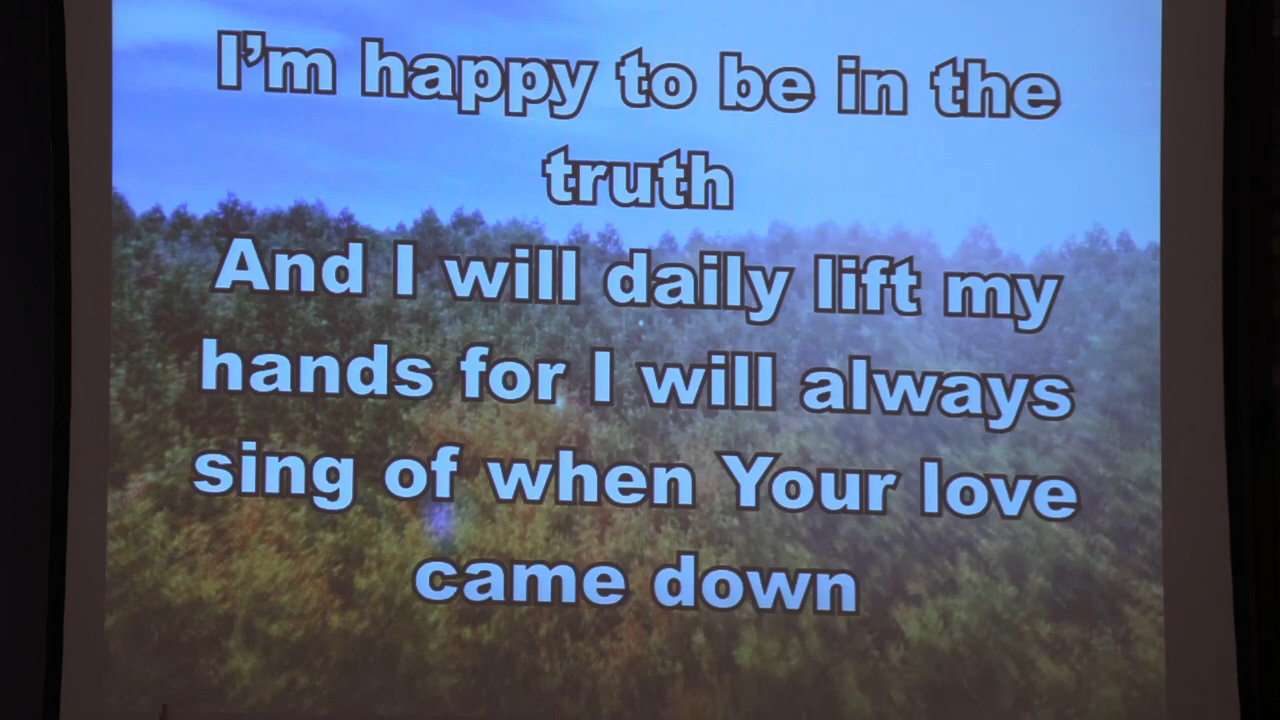 I’m happy to be in the
truth
And I will daily lift my
hands for I will always
sing of when Your love
came down